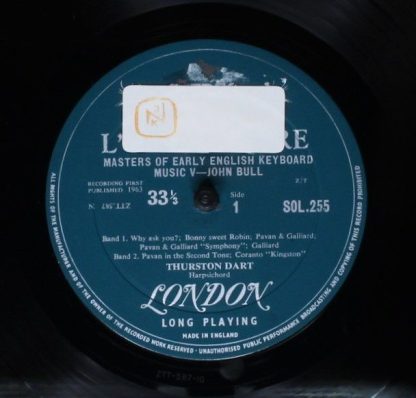 L' RE
MASTERS OF EARLY ENGLISH KEYBOARD
MUSIC V—JOHN BULL
RECORDING FIRST
PUBLISHED 1963
33⅓
Side
1
Z/T
SOL.255
Band 1. Why ask you?; Bonny sweet Robin; Pavan & Galliard,
Pavan & Galliard "Symphony"; Galliard
Band 2. Pavan in the Second Tone; Coranto "Kingston"
THURSTON DART
Harpsichord
LONDON
LONG PLAYING
MADE IN ENGLAND
ALL RIGHTS OF THE MANUFACTURER AND OF THE OWNER OF THE RECORDED WORK RESERVED · UNAUTHORISED PUBLIC PERFORMANCE BROADCASTING AND COPYING OF THIS RECORD PROHIBITED